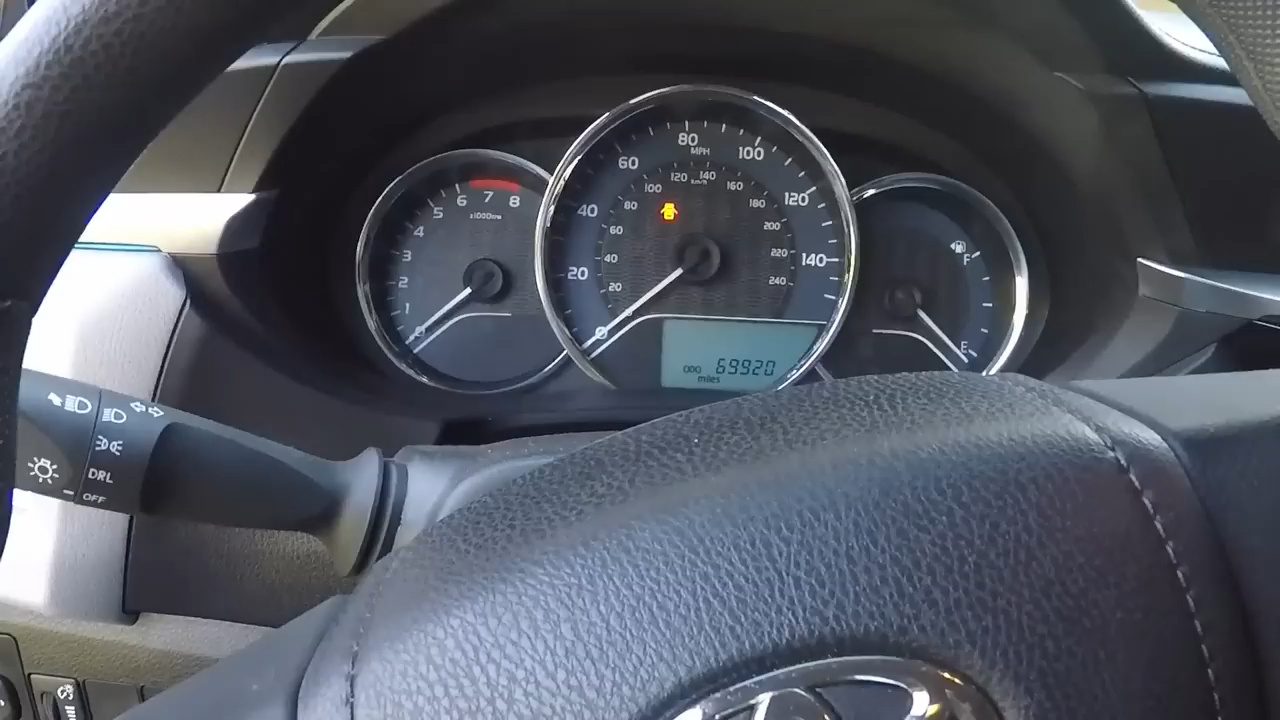 1 2 3 4 5 6 7 8
x1000r/min
0
20 40 60 80 100 120 140
MPH
20 40 60 80 100 120 140 160 180 200 220 240
km/h
0
ODO 69920
miles
F
E
DRL
OFF